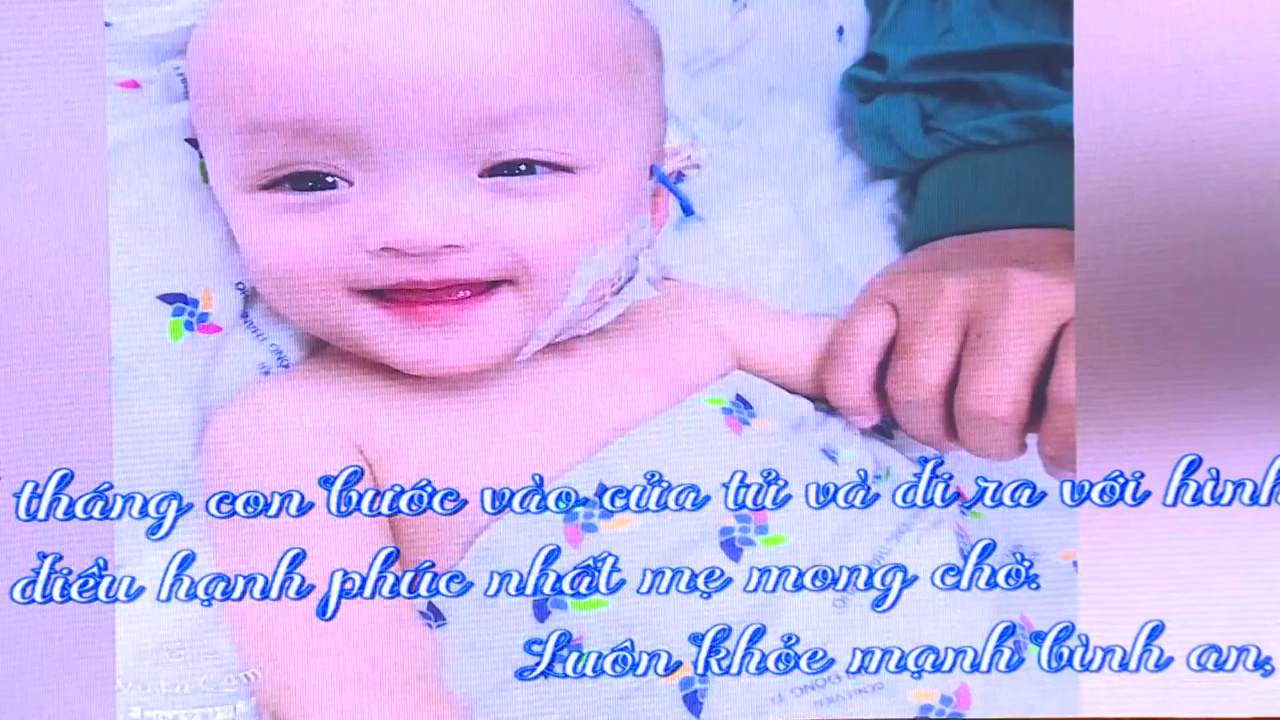 tháng con bước vào cửa tử và đi ra với hình
điều hạnh phúc nhất mẹ mong chờ.
Luôn khỏe mạnh bình an,